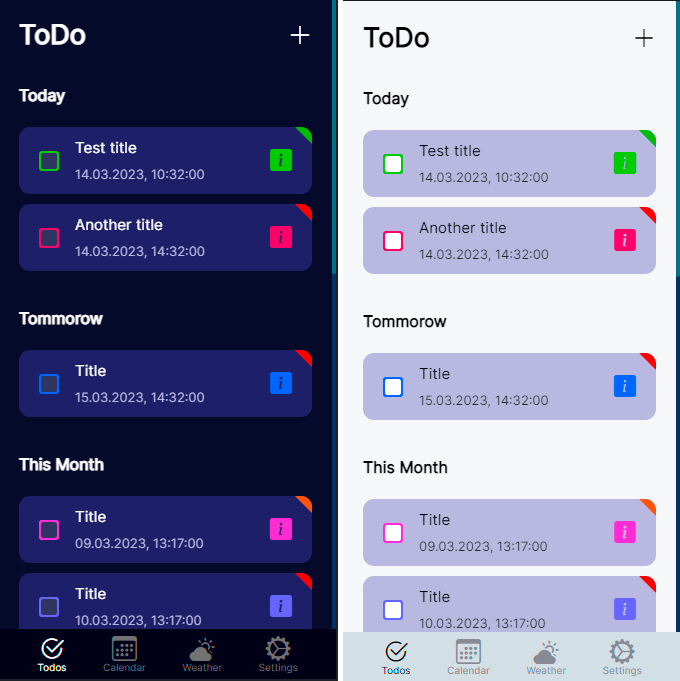 ToDo
Today
Test title
14.03.2023, 10:32:00
i
Another title
14.03.2023, 14:32:00
i
Tommorow
Title
15.03.2023, 14:32:00
i
This Month
Title
09.03.2023, 13:17:00
i
Title
10.03.2023, 13:17:00
i
Todos Calendar Weather Settings
ToDo
Today
Test title
14.03.2023, 10:32:00
i
Another title
14.03.2023, 14:32:00
i
Tommorow
Title
15.03.2023, 14:32:00
i
This Month
Title
09.03.2023, 13:17:00
i
Title
10.03.2023, 13:17:00
i
Todos Calendar Weather Settings